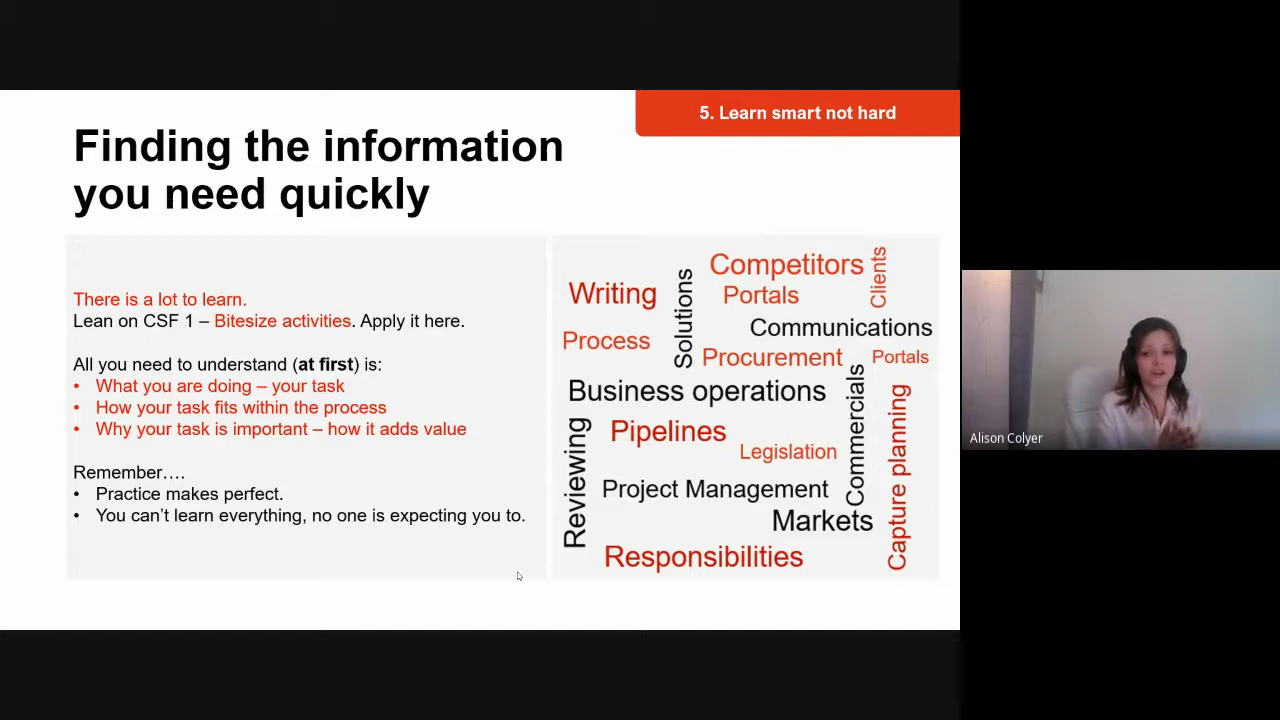 5. Learn smart not hard
Finding the information
you need quickly
There is a lot to learn.
Lean on CSF 1 – Bitesize activities. Apply it here.
All you need to understand (at first) is:
• What you are doing – your task
• How your task fits within the process
• Why your task is important – how it adds value
Remember….
• Practice makes perfect.
• You can’t learn everything, no one is expecting you to.
Competitors
Clients
Writing
Solutions
Portals
Communications
Process
Procurement
Portals
Business operations
Commercials
Capture planning
Reviewing
Pipelines
Legislation
Project Management
Markets
Responsibilities
Alison Colyer